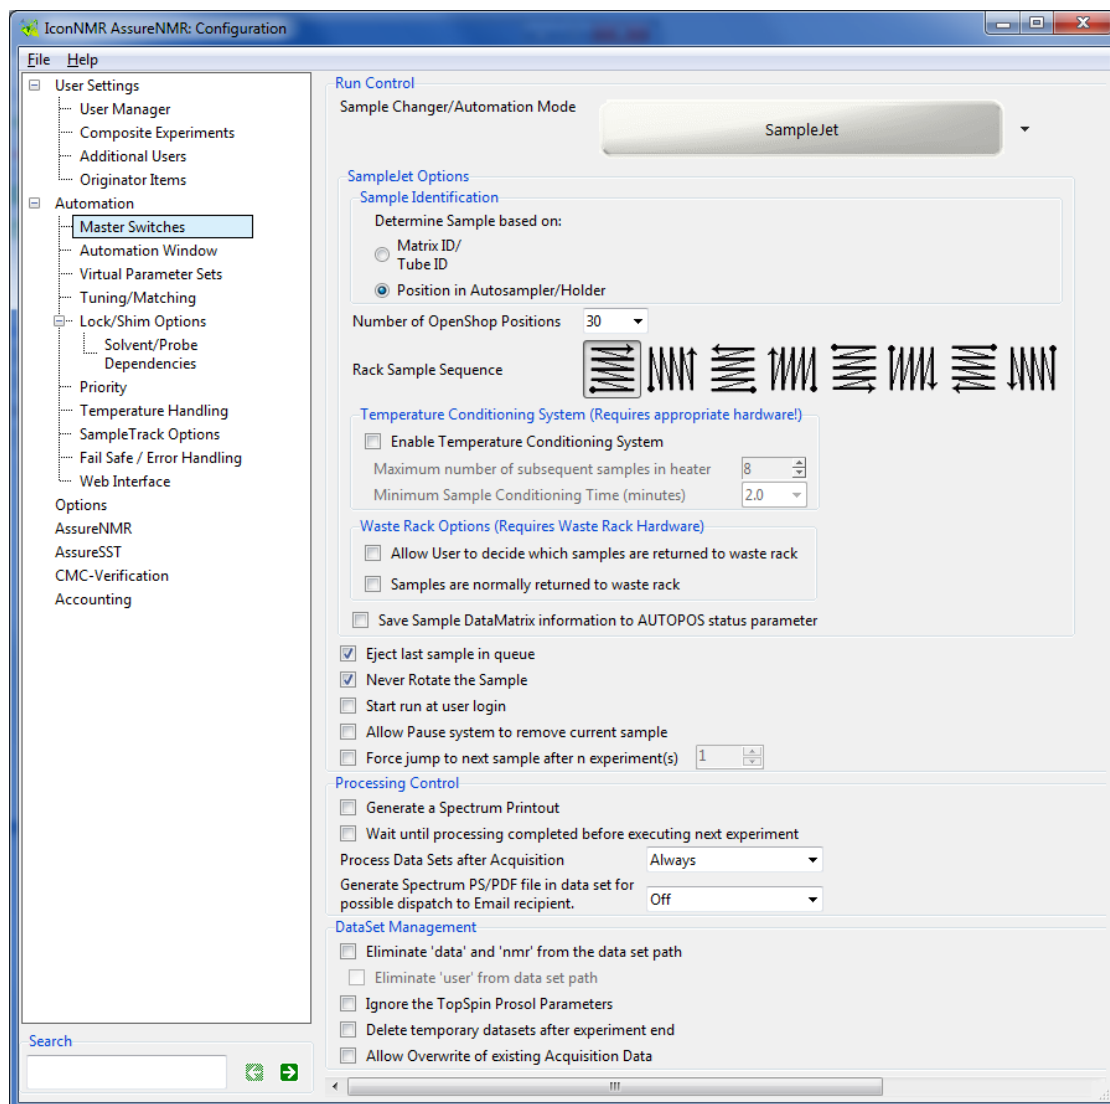 IconNMR AssureNMR: Configuration
File Help
User Settings
User Manager
Composite Experiments
Additional Users
Originator Items
Automation
Master Switches
Automation Window
Virtual Parameter Sets
Tuning/Matching
Lock/Shim Options
Solvent/Probe
Dependencies
Priority
Temperature Handling
SampleTrack Options
Fail Safe / Error Handling
Web Interface
Options
AssureNMR
AssureSST
CMC-Verification
Accounting
Search
Run Control
Sample Changer/Automation Mode
SampleJet
SampleJet Options
Sample Identification
Determine Sample based on:
Matrix ID/
Tube ID
Position in Autosampler/Holder
Number of OpenShop Positions 30
Rack Sample Sequence
Temperature Conditioning System (Requires appropriate hardware!)
Enable Temperature Conditioning System
Maximum number of subsequent samples in heater 8
Minimum Sample Conditioning Time (minutes) 2.0
Waste Rack Options (Requires Waste Rack Hardware)
Allow User to decide which samples are returned to waste rack
Samples are normally returned to waste rack
Save Sample DataMatrix information to AUTOPOS status parameter
Eject last sample in queue
Never Rotate the Sample
Start run at user login
Allow Pause system to remove current sample
Force jump to next sample after n experiment(s) 1
Processing Control
Generate a Spectrum Printout
Wait until processing completed before executing next experiment
Process Data Sets after Acquisition Always
Generate Spectrum PS/PDF file in data set for
possible dispatch to Email recipient. Off
DataSet Management
Eliminate 'data' and 'nmr' from the data set path
Eliminate 'user' from data set path
Ignore the TopSpin Prosol Parameters
Delete temporary datasets after experiment end
Allow Overwrite of existing Acquisition Data